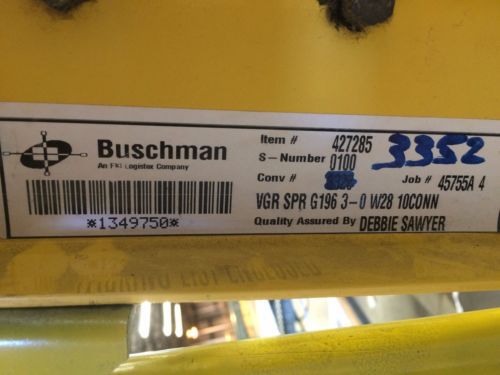 Buschman
An FKI Logistex Company
*1349750*
Item # 427285
S-Number 0100
3352
Conv #
Job # 45755A 4
VGR SPR G196 3-0 W28 10CONN
Quality Assured By DEBBIE SAWYER